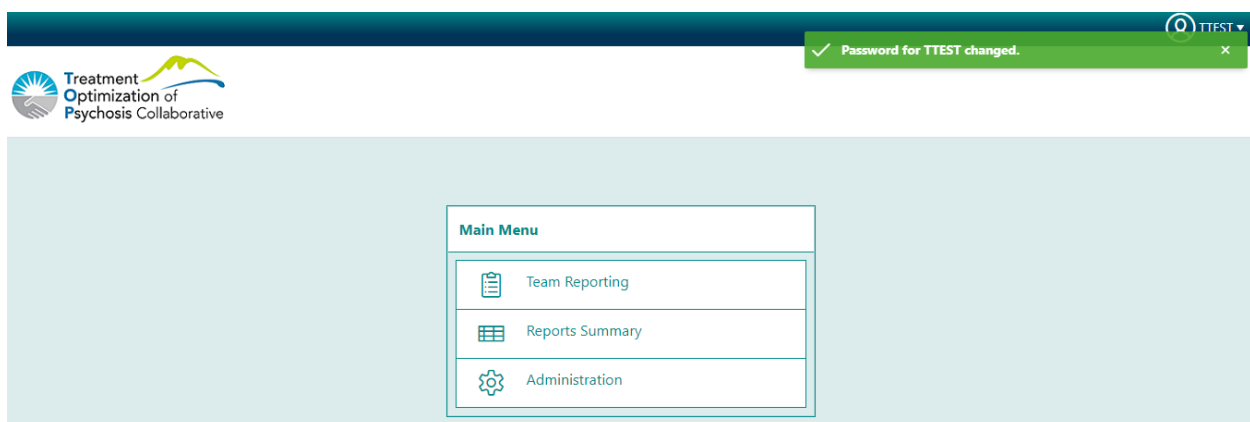 TTEST
Password for TTEST changed.
Treatment
Optimization of
Psychosis Collaborative
Main Menu
Team Reporting
Reports Summary
Administration